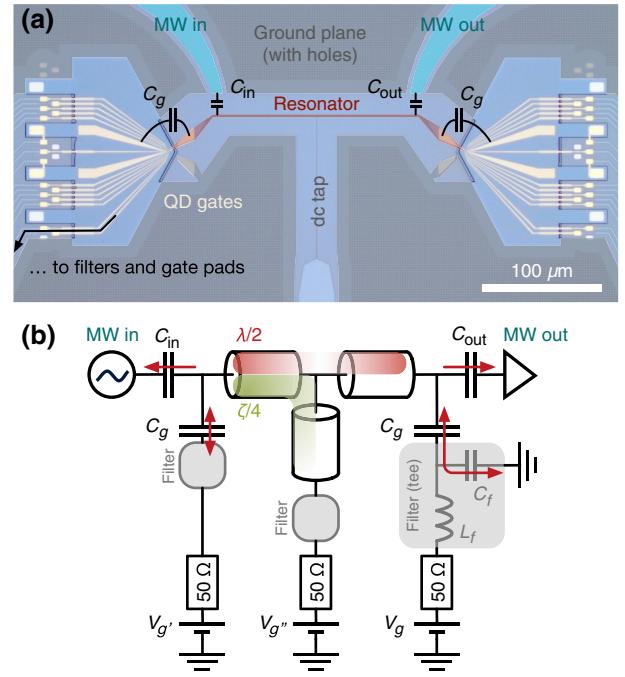 (a)
MW in
Ground plane
(with holes)
MW out
C_g
C_in
Resonator
C_out
C_g
QD gates
dc tap
... to filters and gate pads
100 μm
(b)
MW in
C_in
λ/2
C_out
MW out
ζ/4
C_g
Filter
C_g
Filter (tee)
C_f
Filter
L_f
50 Ω
50 Ω
50 Ω
V_g'
V_g"
V_g